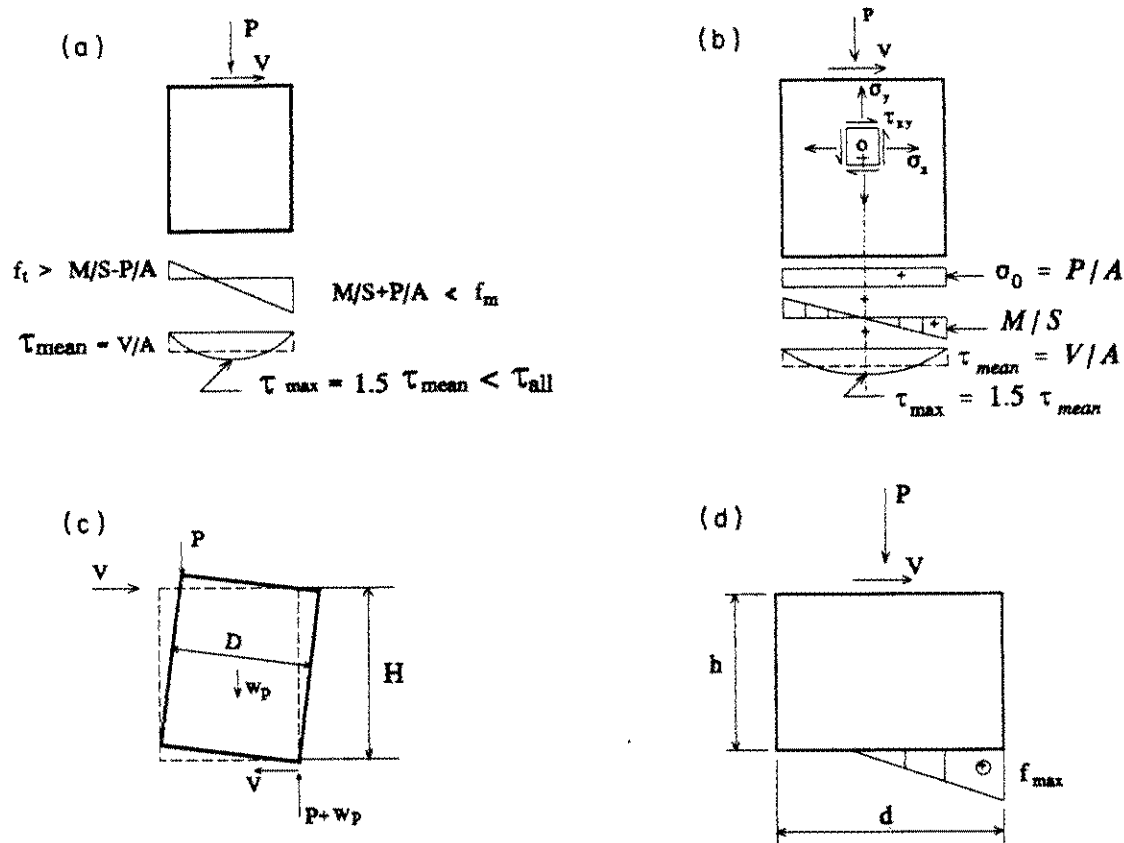 (a)
P
V
f_t > M/S-P/A
M/S+P/A < f_m
τ_mean = V/A
τ_max = 1.5 τ_mean < τ_all
(b)
P
V
σ_y
τ_xy
o
σ_x
+
σ_0 = P/A
+
+
+
M/S
τ_mean = V/A
τ_max = 1.5 τ_mean
(c)
P
V
D
w_p
H
V
P+w_p
(d)
P
V
h
+
f_max
d